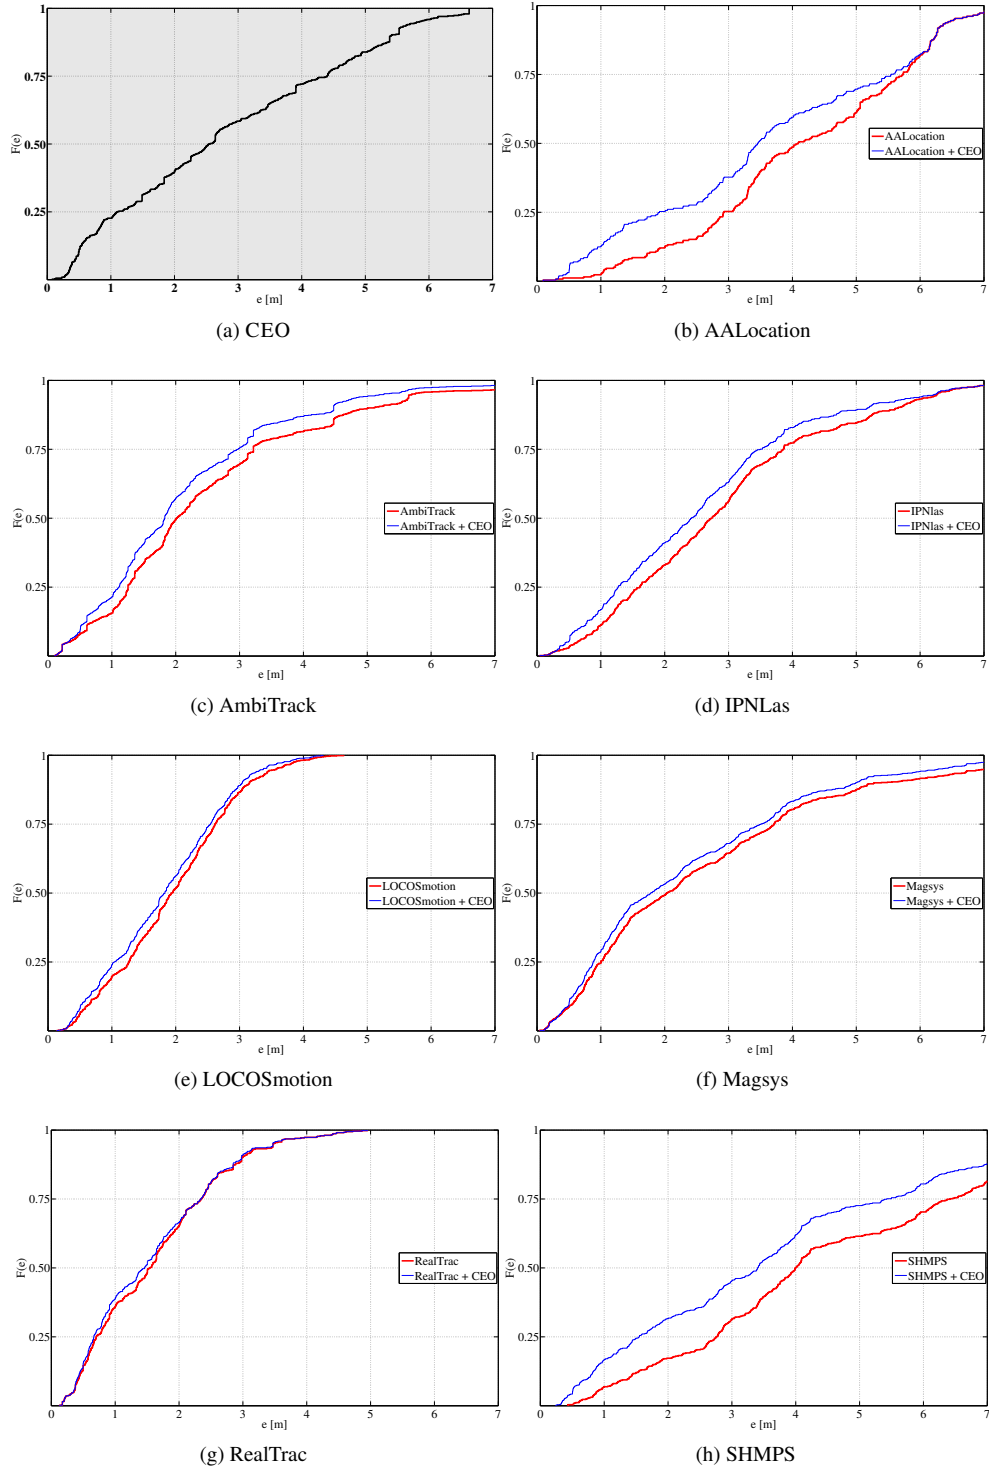 1
0.75
0.50
0.25
F(e)
0 1 2 3 4 5 6 7
e [m]
(a) CEO
1
0.75
0.50
0.25
F(e)
AALocation
AALocation + CEO
0 1 2 3 4 5 6 7
e [m]
(b) AALocation
1
0.75
0.50
0.25
F(e)
AmbiTrack
AmbiTrack + CEO
0 1 2 3 4 5 6 7
e [m]
(c) AmbiTrack
1
0.75
0.50
0.25
F(e)
IPNlas
IPNlas + CEO
0 1 2 3 4 5 6 7
e [m]
(d) IPNLas
1
0.75
0.50
0.25
F(e)
LOCOSmotion
LOCOSmotion + CEO
0 1 2 3 4 5 6 7
e [m]
(e) LOCOSmotion
1
0.75
0.50
0.25
F(e)
Magsys
Magsys + CEO
0 1 2 3 4 5 6 7
e [m]
(f) Magsys
1
0.75
0.50
0.25
F(e)
RealTrac
RealTrac + CEO
0 1 2 3 4 5 6 7
e [m]
(g) RealTrac
1
0.75
0.50
0.25
F(e)
SHMPS
SHMPS + CEO
0 1 2 3 4 5 6 7
e [m]
(h) SHMPS